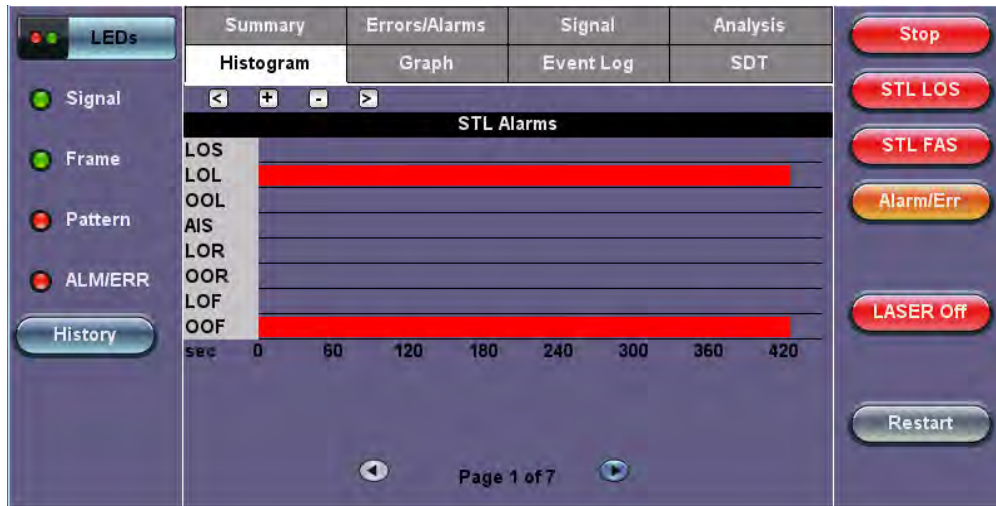 LEDs
Signal
Frame
Pattern
ALM/ERR
History
Summary Errors/Alarms Signal Analysis
Histogram Graph Event Log SDT
< + - >
STL Alarms
LOS
LOL
OOL
AIS
LOR
OOR
LOF
OOF
sec 0 60 120 180 240 300 360 420
Page 1 of 7
Stop
STL LOS
STL FAS
Alarm/Err
LASER Off
Restart